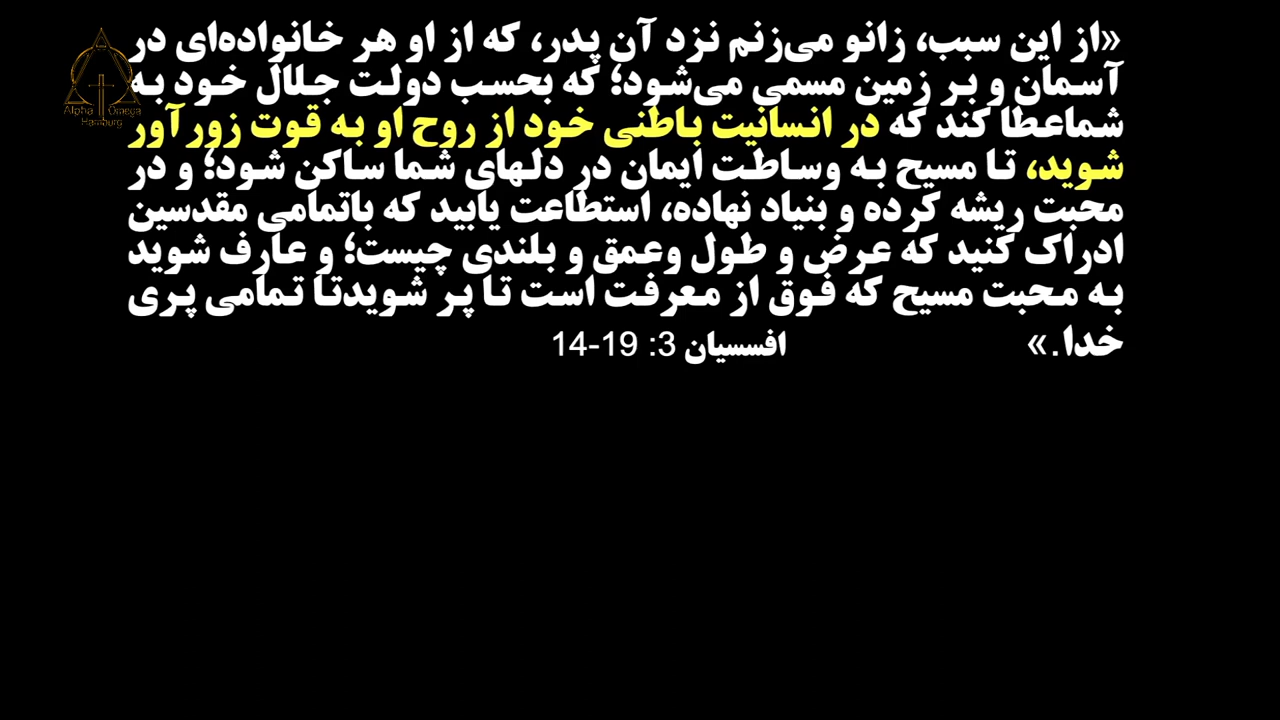 «از این سبب، زانو می‌زنم نزد آن پدر، که از او هر خانواده‌ای در
آسمان و بر زمین مسمی می‌شود؛ که بحسب دولت جلال خود به
شماعطا کند که در انسانیت باطنی خود از روح او به قوت زورآور
شوید، تا مسیح به وساطت ایمان در دلهای شما ساکن شود؛ و در
محبت ریشه کرده و بنیاد نهاده، استطاعت یابید که باتمامی مقدسین
ادراک کنید که عرض و طول وعمق و بلندی چیست؛ و عارف شوید
به محبت مسیح که فوق از معرفت است تا پر شویدتا تمامی پری
خدا.» افسسیان 3: 19-14
Alpha Omega
Hamburg